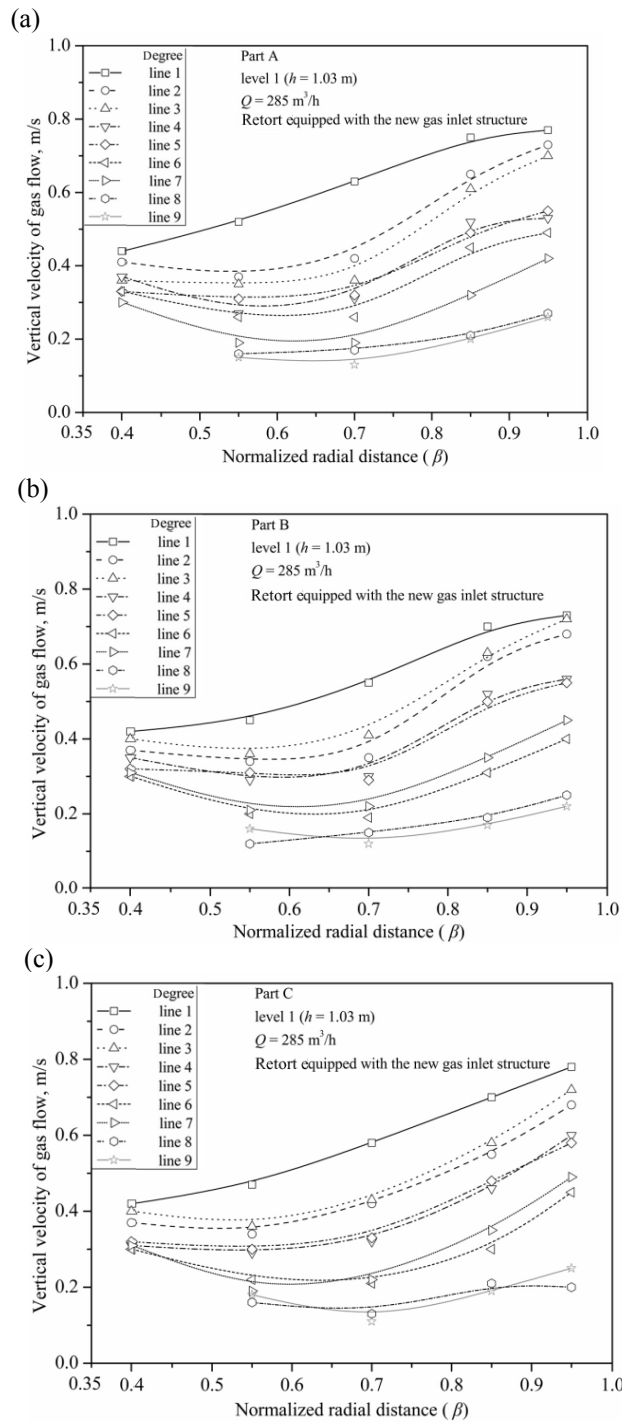 (a)
Degree
line 1
line 2
line 3
line 4
line 5
line 6
line 7
line 8
line 9
Part A
level 1 (h = 1.03 m)
Q = 285 m³/h
Retort equipped with the new gas inlet structure
Vertical velocity of gas flow, m/s
1.0
0.8
0.6
0.4
0.2
0.0
0.35 0.4 0.5 0.6 0.7 0.8 0.9 1.0
Normalized radial distance (β)
(b)
Degree
line 1
line 2
line 3
line 4
line 5
line 6
line 7
line 8
line 9
Part B
level 1 (h = 1.03 m)
Q = 285 m³/h
Retort equipped with the new gas inlet structure
Vertical velocity of gas flow, m/s
1.0
0.8
0.6
0.4
0.2
0.0
0.35 0.4 0.5 0.6 0.7 0.8 0.9 1.0
Normalized radial distance (β)
(c)
Degree
line 1
line 2
line 3
line 4
line 5
line 6
line 7
line 8
line 9
Part C
level 1 (h = 1.03 m)
Q = 285 m³/h
Retort equipped with the new gas inlet structure
Vertical velocity of gas flow, m/s
1.0
0.8
0.6
0.4
0.2
0.0
0.35 0.4 0.5 0.6 0.7 0.8 0.9 1.0
Normalized radial distance (β)